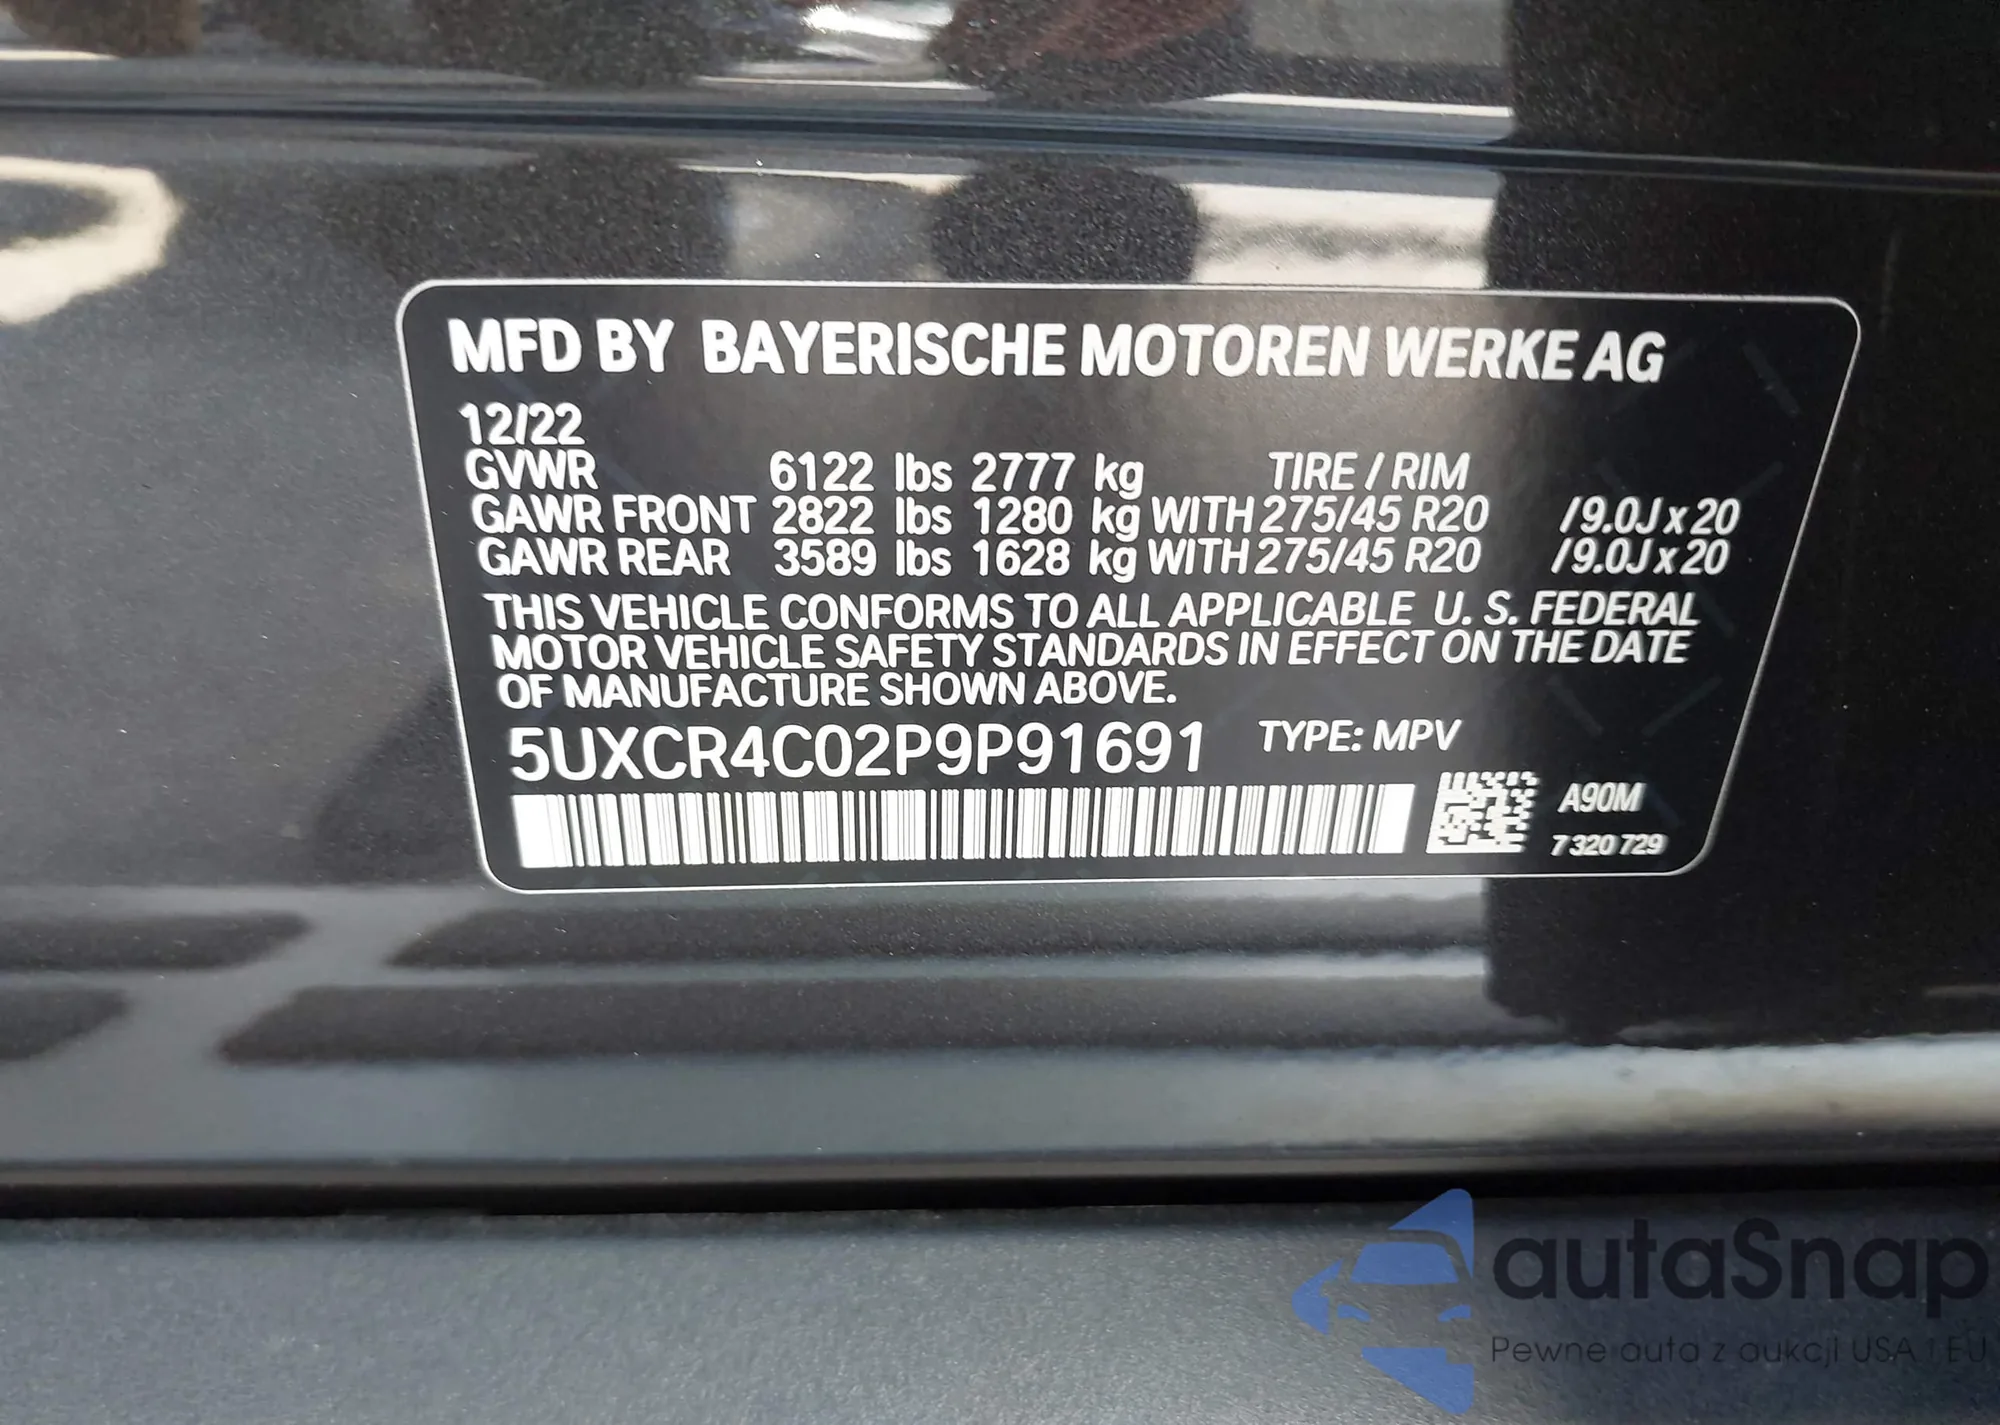 MFD BY BAYERISCHE MOTOREN WERKE AG
12/22
GVWR 6122 lbs 2777 kg TIRE / RIM
GAWR FRONT 2822 lbs 1280 kg WITH 275/45 R20 /9.0J x 20
GAWR REAR 3589 lbs 1628 kg WITH 275/45 R20 /9.0J x 20
THIS VEHICLE CONFORMS TO ALL APPLICABLE U. S. FEDERAL
MOTOR VEHICLE SAFETY STANDARDS IN EFFECT ON THE DATE
OF MANUFACTURE SHOWN ABOVE.
5UXCR4C02P9P91691 TYPE: MPV
A90M
7 320 729
autaSnap
Pewne auta z aukcji USA i EU